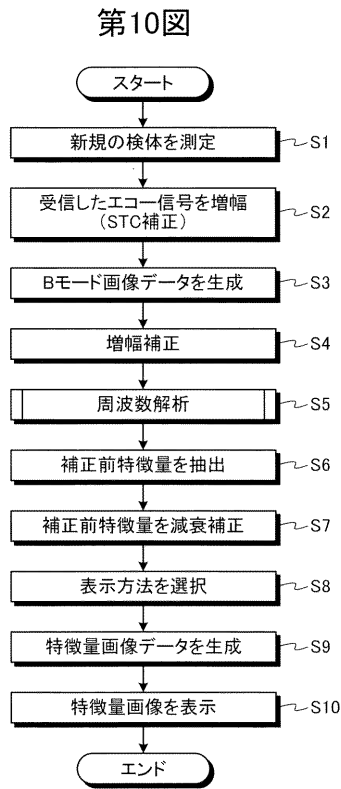 第10図
スタート
新規の検体を測定
S1
受信したエコー信号を増幅
（STC補正）
S2
Bモード画像データを生成
S3
増幅補正
S4
周波数解析
S5
補正前特徴量を抽出
S6
補正前特徴量を減衰補正
S7
表示方法を選択
S8
特徴量画像データを生成
S9
特徴量画像を表示
S10
エンド